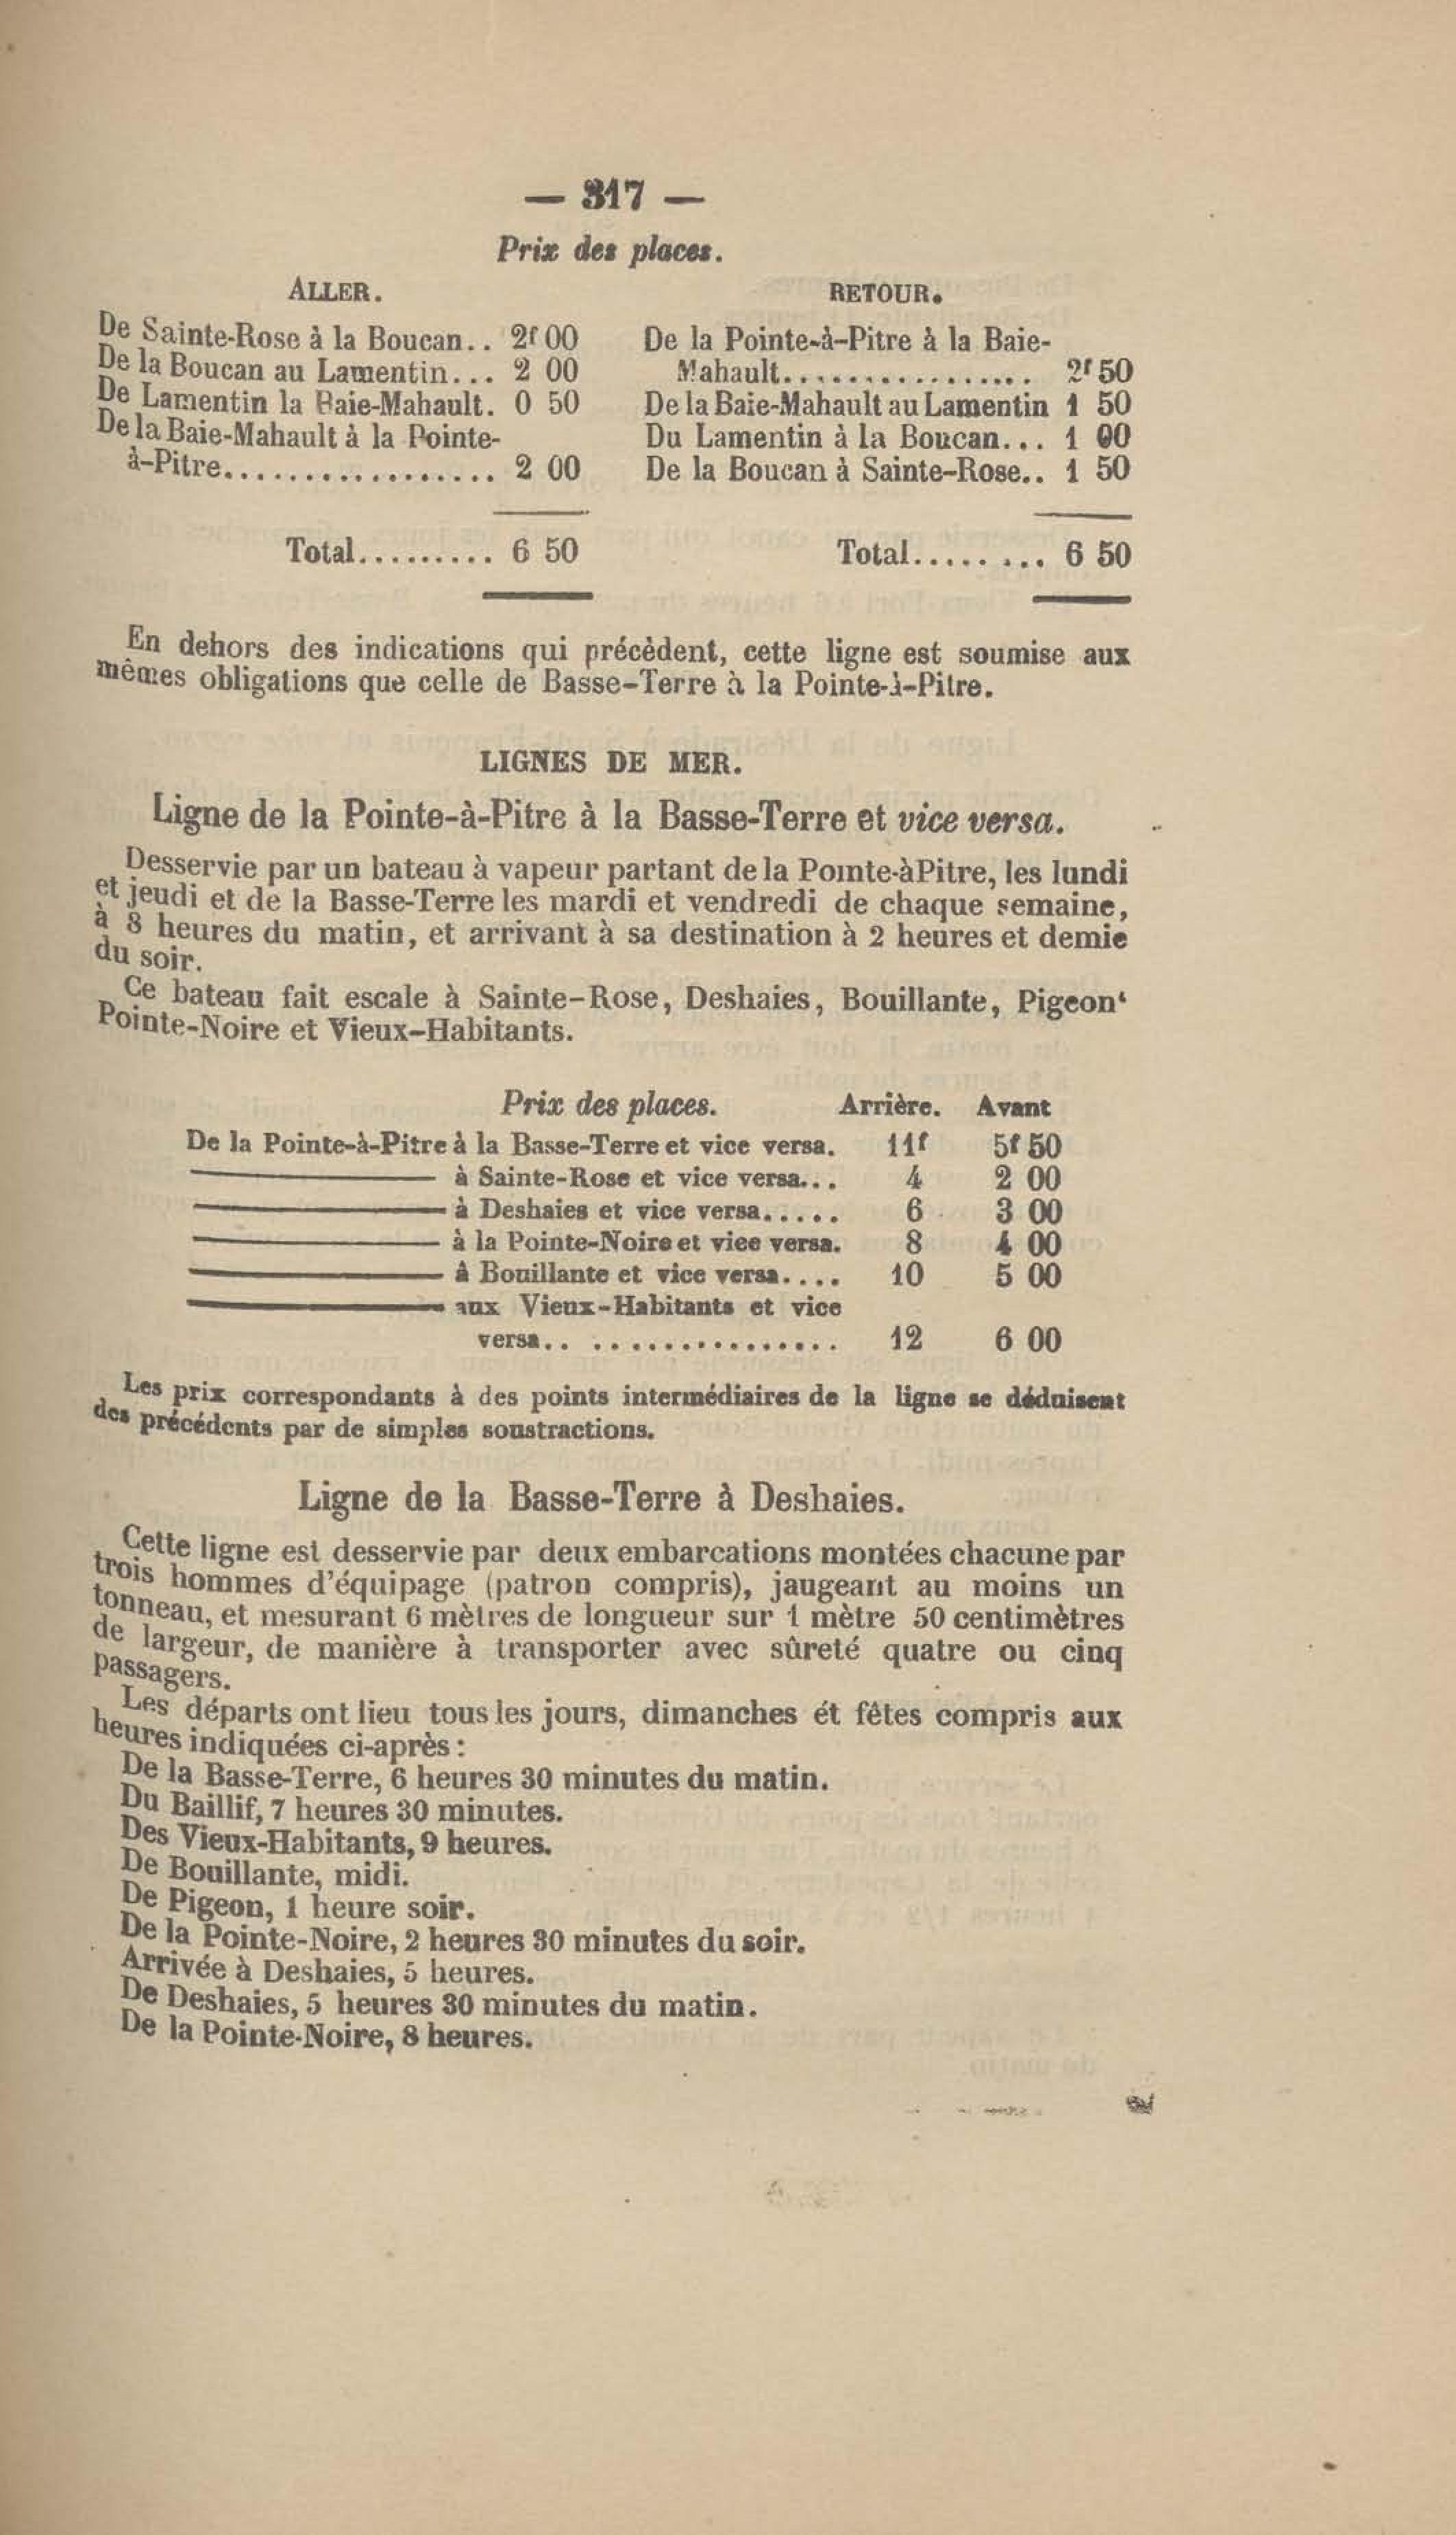 — 317 —
Prix des places.
ALLER.
De Sainte-Rose à la Boucan.. 2f 00
De la Boucan au Lamentin... 2 00
De Lamentin la Baie-Mahault. 0 50
De la Baie-Mahault à la Pointe-
à-Pitre................. 2 00
Total......... 6 50
RETOUR.
De la Pointe-à-Pitre à la Baie-
Mahault................ 2f 50
De la Baie-Mahault au Lamentin 1 50
Du Lamentin à la Boucan... 1 00
De la Boucan à Sainte-Rose.. 1 50
Total........ 6 50
En dehors des indications qui précèdent, cette ligne est soumise aux
mêmes obligations que celle de Basse-Terre à la Pointe-à-Pitre.
LIGNES DE MER.
Ligne de la Pointe-à-Pitre à la Basse-Terre et vice versa.
Desservie par un bateau à vapeur partant de la Pointe-àPitre, les lundi
et jeudi et de la Basse-Terre les mardi et vendredi de chaque semaine,
à 8 heures du matin, et arrivant à sa destination à 2 heures et demie
du soir.
Ce bateau fait escale à Sainte-Rose, Deshaies, Bouillante, Pigeon‘
Pointe-Noire et Vieux-Habitants.
Prix des places. Arrière. Avant
De la Pointe-à-Pitre à la Basse-Terre et vice versa. 11f 5f 50
——— à Sainte-Rose et vice versa... 4 2 00
——— à Deshaies et vice versa..... 6 3 00
——— à la Pointe-Noire et vice versa. 8 4 00
——— à Bouillante et vice versa.... 10 5 00
——— aux Vieux-Habitants et vice
versa.. ............... 12 6 00
Les prix correspondants à des points intermédiaires de la ligne se déduisent
des précédents par de simples soustractions.
Ligne de la Basse-Terre à Deshaies.
Cette ligne est desservie par deux embarcations montées chacune par
trois hommes d'équipage (patron compris), jaugeant au moins un
tonneau, et mesurant 6 mètres de longueur sur 1 mètre 50 centimètres
de largeur, de manière à transporter avec sûreté quatre ou cinq
passagers.
Les départs ont lieu tous les jours, dimanches ét fêtes compris aux
heures indiquées ci-après :
De la Basse-Terre, 6 heures 30 minutes du matin.
Du Baillif, 7 heures 30 minutes.
Des Vieux-Habitants, 9 heures.
De Bouillante, midi.
De Pigeon, 1 heure soir.
De la Pointe-Noire, 2 heures 30 minutes du soir.
Arrivée à Deshaies, 5 heures.
De Deshaies, 5 heures 30 minutes du matin.
De la Pointe-Noire, 8 heures.